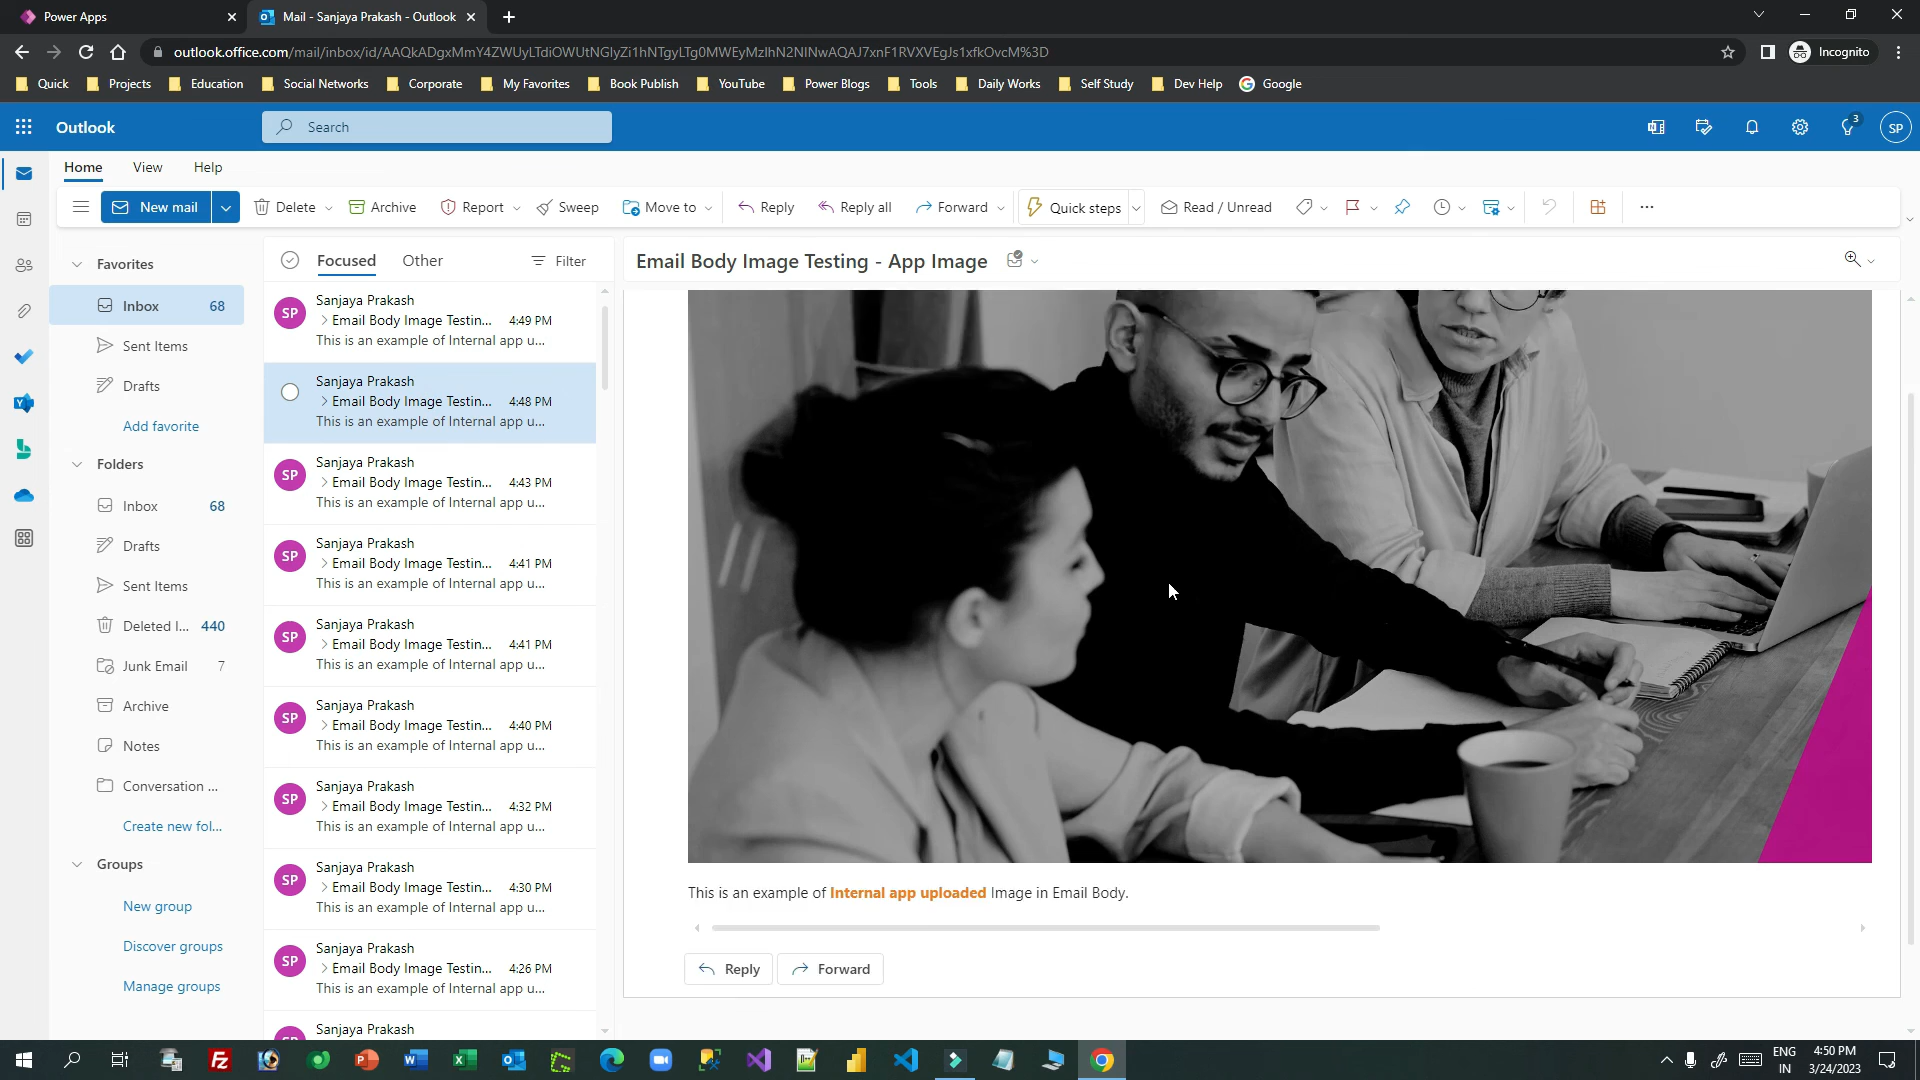 Power Apps
Mail - Sanjaya Prakash - Outlook
outlook.office.com/mail/inbox/id/AAQkADgxMmY4ZWUyLTdiOWUtNGIyZi1hNTgyLTg0MWEyMzlhN2NlNwAQAJ7xnF1RVXVEgJs1xfkOvcM%3D
Incognito
Quick
Projects
Education
Social Networks
Corporate
My Favorites
Book Publish
YouTube
Power Blogs
Tools
Daily Works
Self Study
Dev Help
Google
Outlook
Search
3
SP
Home
View
Help
New mail
Delete
Archive
Report
Sweep
Move to
Reply
Reply all
Forward
Quick steps
Read / Unread
Favorites
Inbox 68
Sent Items
Drafts
Add favorite
Folders
Inbox 68
Drafts
Sent Items
Deleted I... 440
Junk Email 7
Archive
Notes
Conversation ...
Create new fol...
Groups
New group
Discover groups
Manage groups
Focused
Other
Filter
SP
Sanjaya Prakash
Email Body Image Testin... 4:49 PM
This is an example of Internal app u...
Sanjaya Prakash
Email Body Image Testin... 4:48 PM
This is an example of Internal app u...
SP
Sanjaya Prakash
Email Body Image Testin... 4:43 PM
This is an example of Internal app u...
SP
Sanjaya Prakash
Email Body Image Testin... 4:41 PM
This is an example of Internal app u...
SP
Sanjaya Prakash
Email Body Image Testin... 4:41 PM
This is an example of Internal app u...
SP
Sanjaya Prakash
Email Body Image Testin... 4:40 PM
This is an example of Internal app u...
SP
Sanjaya Prakash
Email Body Image Testin... 4:32 PM
This is an example of Internal app u...
SP
Sanjaya Prakash
Email Body Image Testin... 4:30 PM
This is an example of Internal app u...
SP
Sanjaya Prakash
Email Body Image Testin... 4:26 PM
This is an example of Internal app u...
Sanjaya Prakash
Email Body Image Testing - App Image
This is an example of Internal app uploaded Image in Email Body.
Reply
Forward
ENG
IN
4:50 PM
3/24/2023